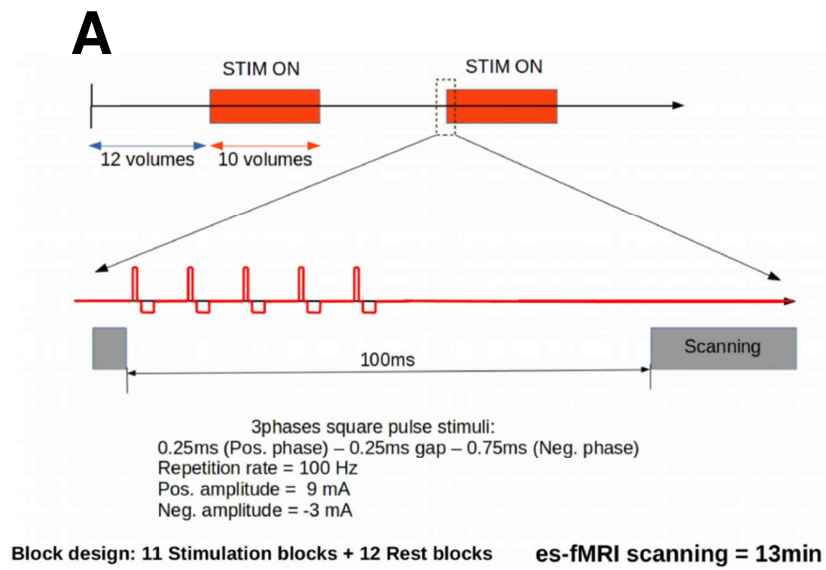 A
STIM ON
STIM ON
12 volumes
10 volumes
Scanning
100ms
3phases square pulse stimuli:
0.25ms (Pos. phase) – 0.25ms gap – 0.75ms (Neg. phase)
Repetition rate = 100 Hz
Pos. amplitude =  9 mA
Neg. amplitude = -3 mA
Block design: 11 Stimulation blocks + 12 Rest blocks
es-fMRI scanning = 13min